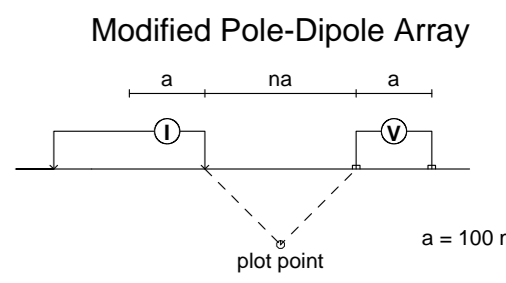 Modified Pole-Dipole Array
a na a
I V
a = 100
plot point